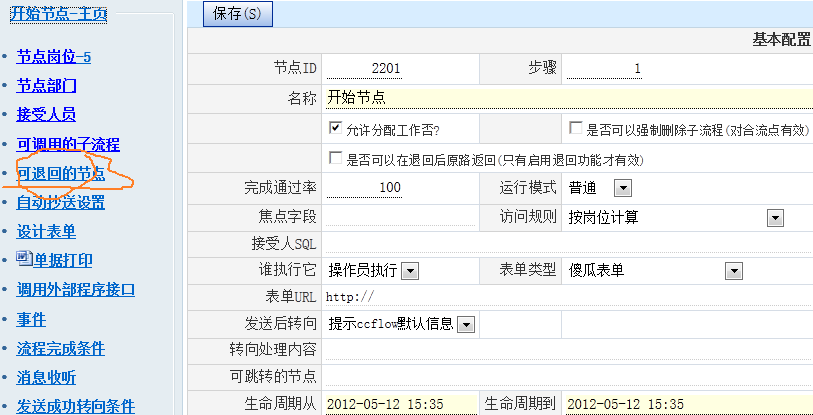 开始节点-主页
节点岗位-5
节点部门
接受人员
可调用的子流程
可退回的节点
自动抄送设置
设计表单
单据打印
调用外部程序接口
事件
流程完成条件
消息收听
发送成功转向条件
保存(S)
基本配置
节点ID 2201 步骤 1
名称 开始节点
允许分配工作否? 是否可以强制删除子流程(对合流点有效)
是否可以在退回后原路返回(只有启用退回功能才有效)
完成通过率 100 运行模式 普通
焦点字段 访问规则 按岗位计算
接受人SQL
谁执行它 操作员执行 表单类型 傻瓜表单
表单URL http://
发送后转向 提示ccflow默认信息
转向处理内容
可跳转的节点
生命周期从 2012-05-12 15:35 生命周期到 2012-05-12 15:35